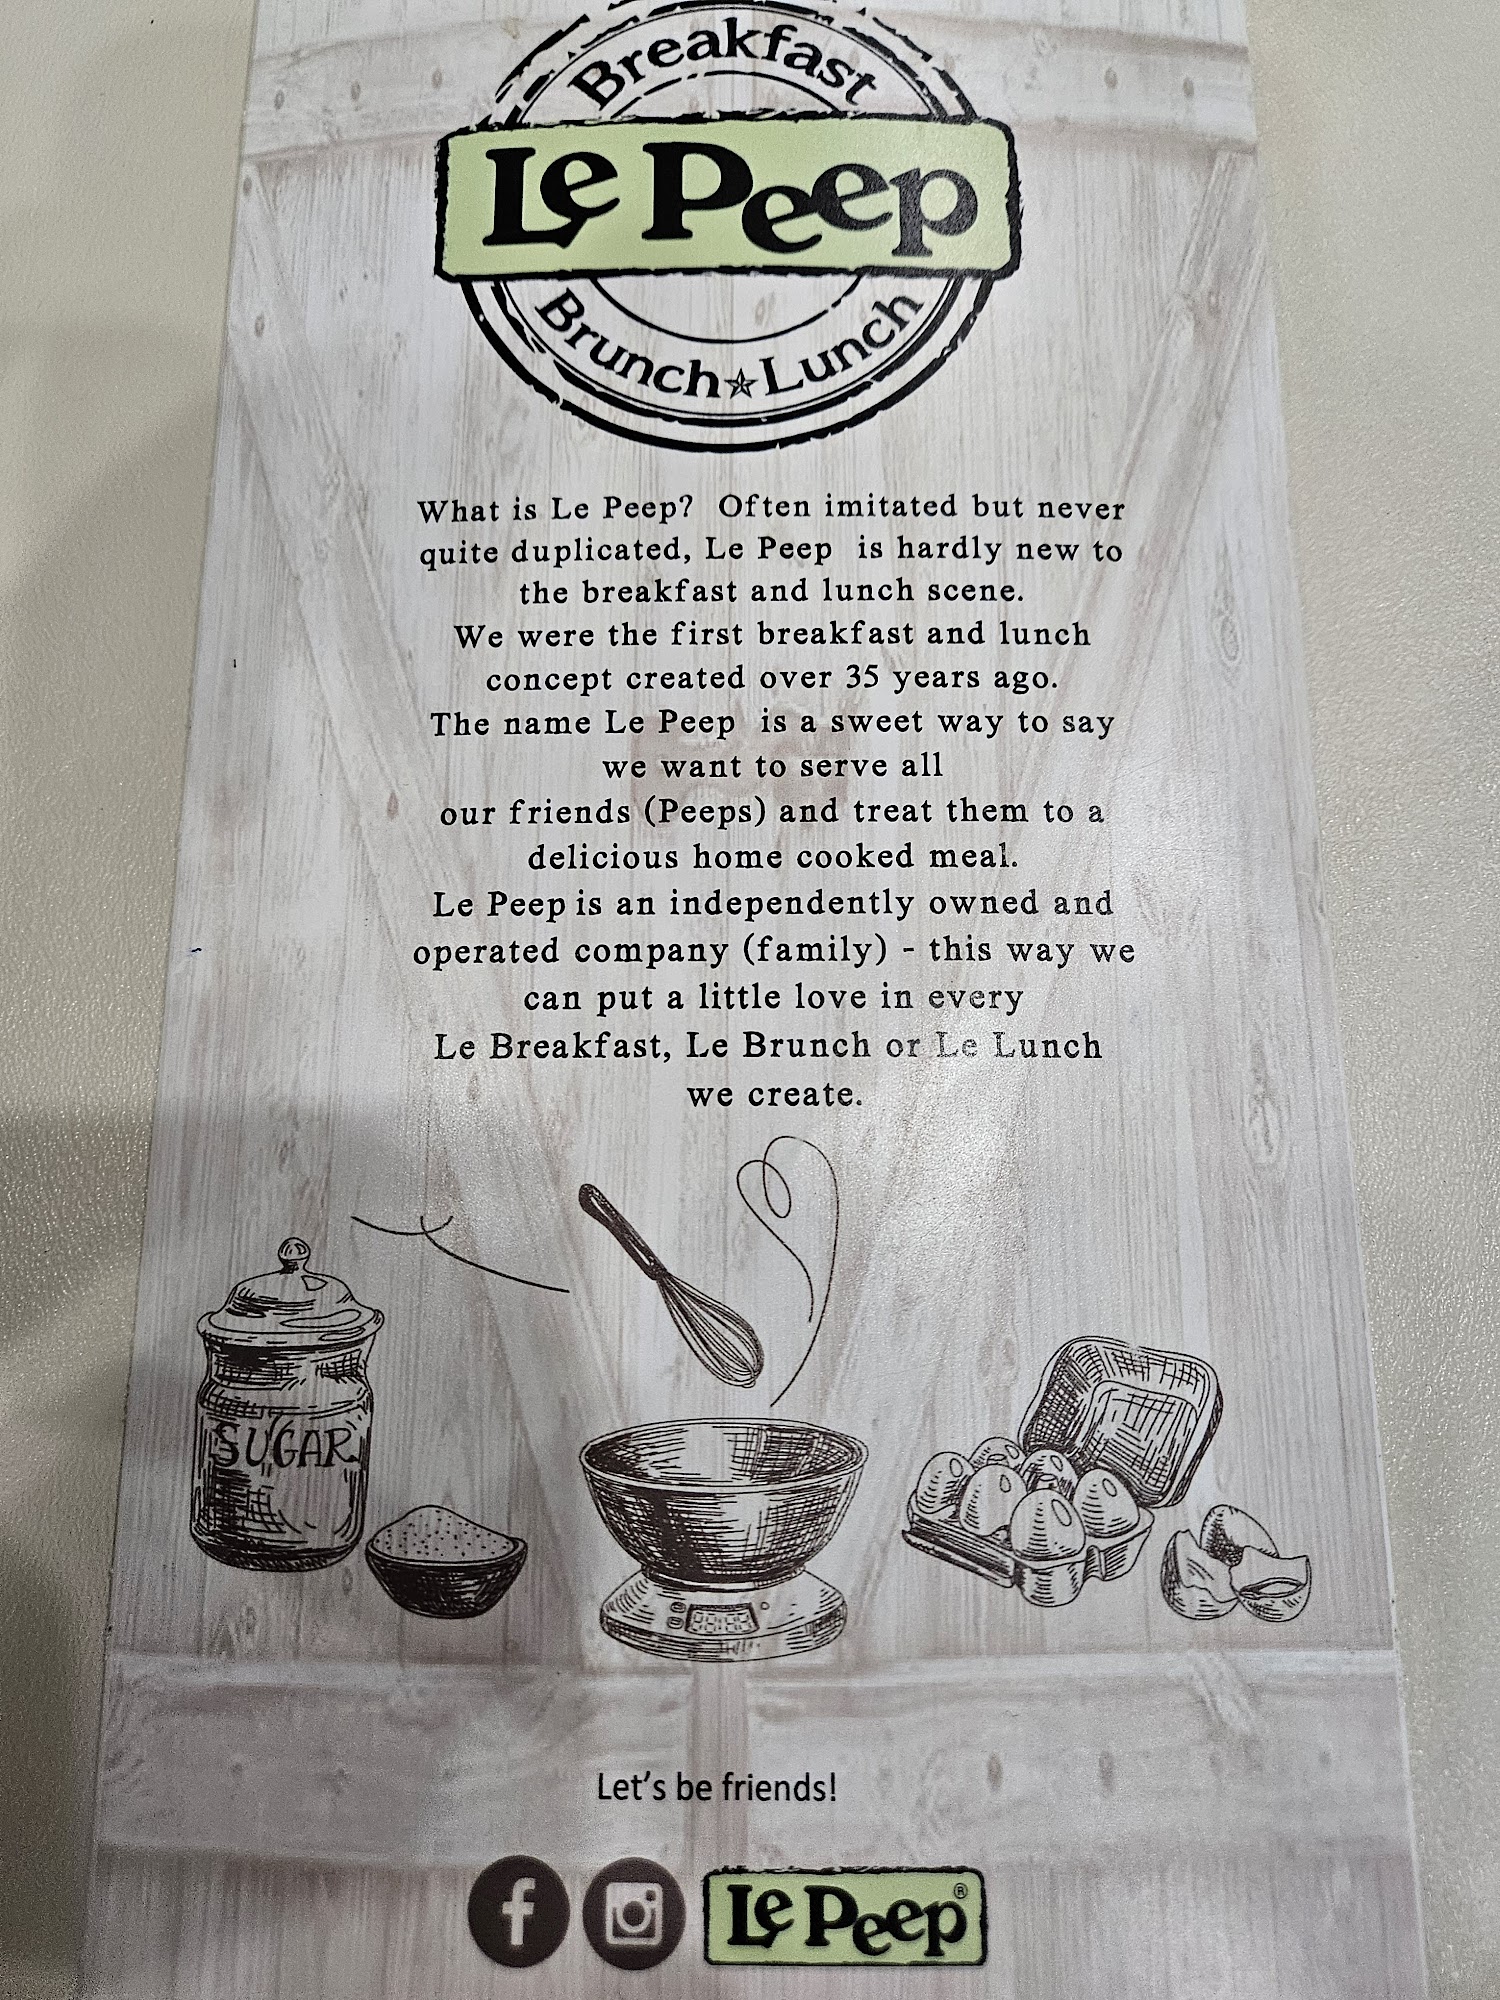 Breakfast
Le Peep
Brunch★Lunch
What is Le Peep? Often imitated but never
quite duplicated, Le Peep is hardly new to
the breakfast and lunch scene.
We were the first breakfast and lunch
concept created over 35 years ago.
The name Le Peep is a sweet way to say
we want to serve all
our friends (Peeps) and treat them to a
delicious home cooked meal.
Le Peep is an independently owned and
operated company (family) - this way we
can put a little love in every
Le Breakfast, Le Brunch or Le Lunch
we create.
SUGAR
00:00
Let's be friends!
f
Le Peep®